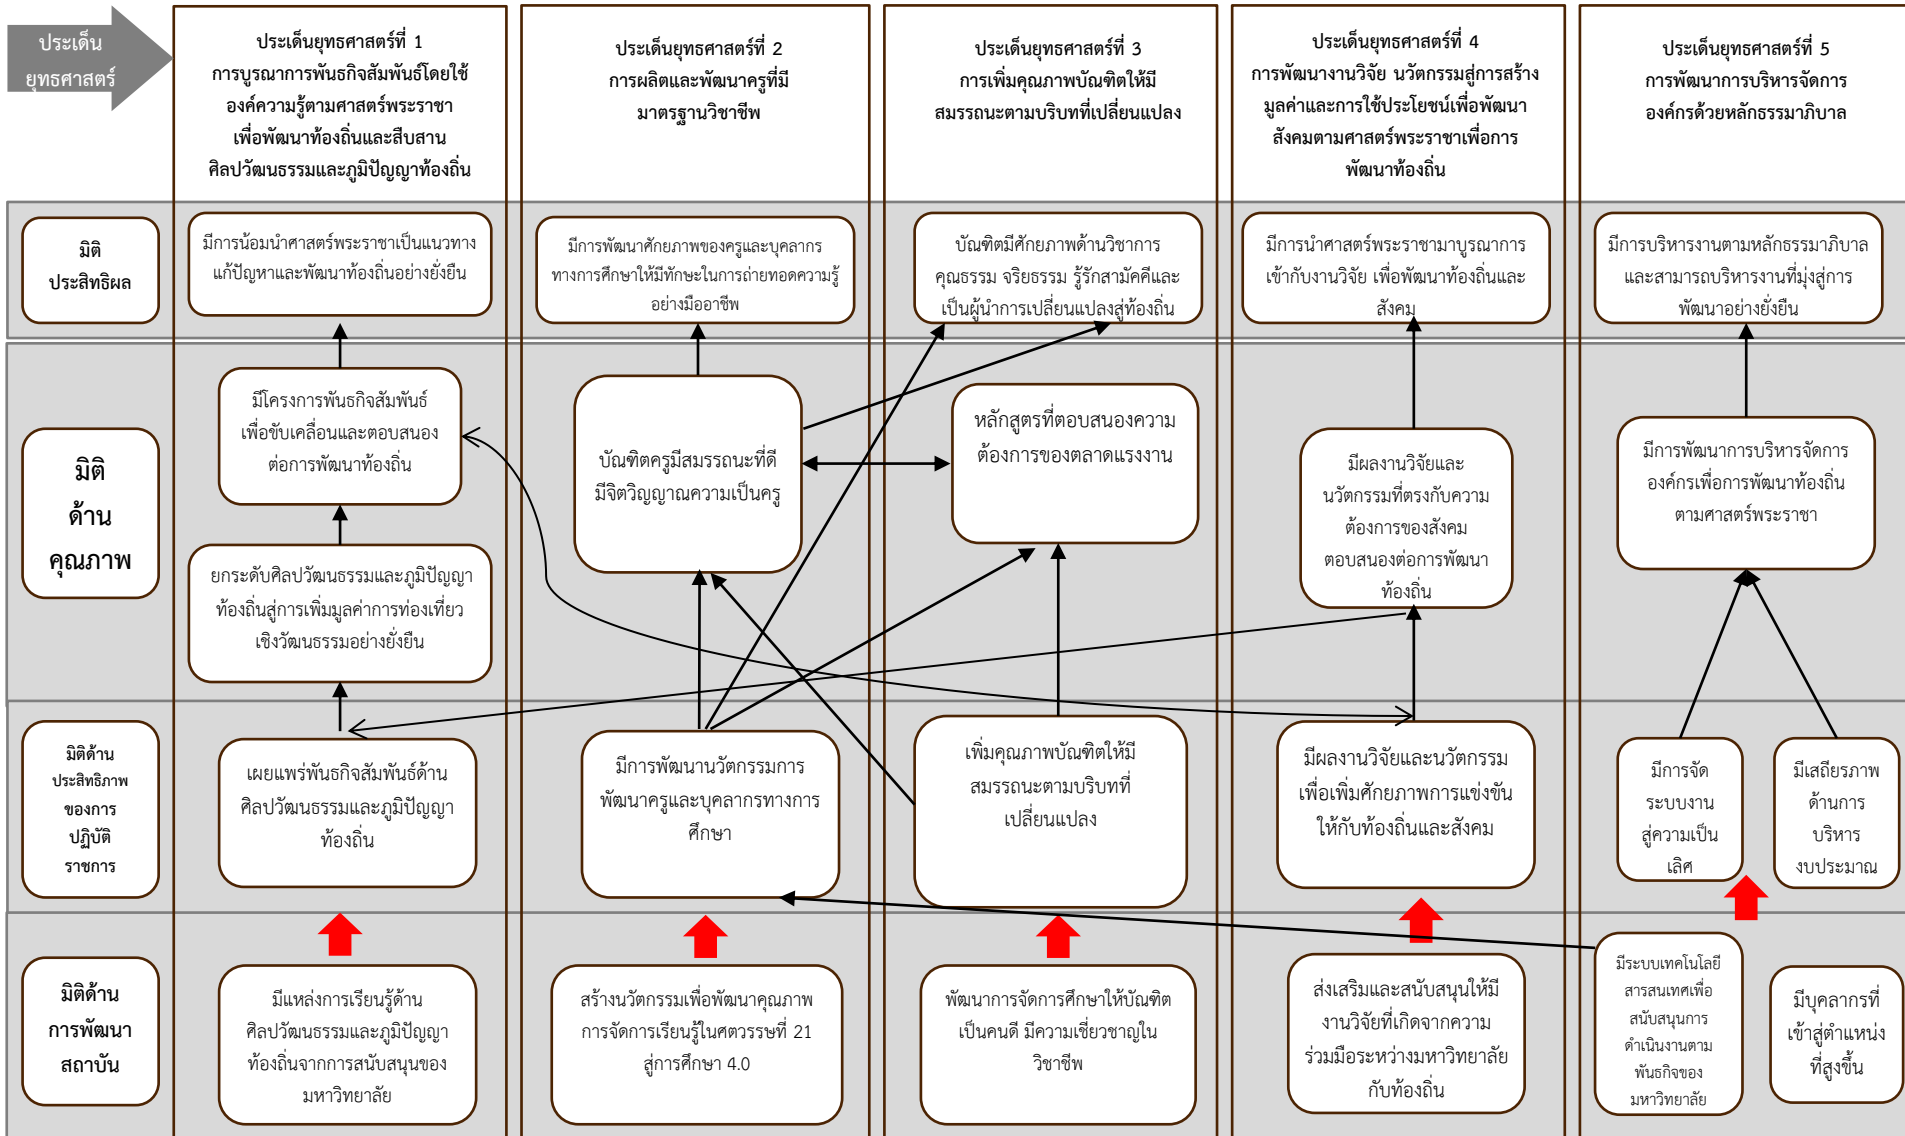 ประเด็น
ยุทธศาสตร์
ประเด็นยุทธศาสตร์ที่ 1
การบูรณาการพันธกิจสัมพันธ์โดยใช้
องค์ความรู้ตามศาสตร์พระราชา
เพื่อพัฒนาท้องถิ่นและสืบสาน
ศิลปวัฒนธรรมและภูมิปัญญาท้องถิ่น
ประเด็นยุทธศาสตร์ที่ 2
การผลิตและพัฒนาครูที่มี
มาตรฐานวิชาชีพ
ประเด็นยุทธศาสตร์ที่ 3
การเพิ่มคุณภาพบัณฑิตให้มี
สมรรถนะตามบริบทที่เปลี่ยนแปลง
ประเด็นยุทธศาสตร์ที่ 4
การพัฒนางานวิจัย นวัตกรรมสู่การสร้าง
มูลค่าและการใช้ประโยชน์เพื่อพัฒนา
สังคมตามศาสตร์พระราชาเพื่อการ
พัฒนาท้องถิ่น
ประเด็นยุทธศาสตร์ที่ 5
การพัฒนาการบริหารจัดการ
องค์กรด้วยหลักธรรมาภิบาล
มิติ
ประสิทธิผล
มีการน้อมนำศาสตร์พระราชาเป็นแนวทาง
แก้ปัญหาและพัฒนาท้องถิ่นอย่างยั่งยืน
มีการพัฒนาศักยภาพของครูและบุคลากร
ทางการศึกษาให้มีทักษะในการถ่ายทอดความรู้
อย่างมืออาชีพ
บัณฑิตมีศักยภาพด้านวิชาการ
คุณธรรม จริยธรรม รู้รักสามัคคีและ
เป็นผู้นำการเปลี่ยนแปลงสู่ท้องถิ่น
มีการนำศาสตร์พระราชามาบูรณาการ
เข้ากับงานวิจัย เพื่อพัฒนาท้องถิ่นและ
สังคม
มีการบริหารงานตามหลักธรรมาภิบาล
และสามารถบริหารงานที่มุ่งสู่การ
พัฒนาอย่างยั่งยืน
มิติ
ด้าน
คุณภาพ
มีโครงการพันธกิจสัมพันธ์
เพื่อขับเคลื่อนและตอบสนอง
ต่อการพัฒนาท้องถิ่น
ยกระดับศิลปวัฒนธรรมและภูมิปัญญา
ท้องถิ่นสู่การเพิ่มมูลค่าการท่องเที่ยว
เชิงวัฒนธรรมอย่างยั่งยืน
บัณฑิตครูมีสมรรถนะที่ดี
มีจิตวิญญาณความเป็นครู
หลักสูตรที่ตอบสนองความ
ต้องการของตลาดแรงงาน
มีผลงานวิจัยและ
นวัตกรรมที่ตรงกับความ
ต้องการของสังคม
ตอบสนองต่อการพัฒนา
ท้องถิ่น
มีการพัฒนาการบริหารจัดการ
องค์กรเพื่อการพัฒนาท้องถิ่น
ตามศาสตร์พระราชา
มิติด้าน
ประสิทธิภาพ
ของการ
ปฏิบัติ
ราชการ
เผยแพร่พันธกิจสัมพันธ์ด้าน
ศิลปวัฒนธรรมและภูมิปัญญา
ท้องถิ่น
มีการพัฒนานวัตกรรมการ
พัฒนาครูและบุคลากรทางการ
ศึกษา
เพิ่มคุณภาพบัณฑิตให้มี
สมรรถนะตามบริบทที่
เปลี่ยนแปลง
มีผลงานวิจัยและนวัตกรรม
เพื่อเพิ่มศักยภาพการแข่งขัน
ให้กับท้องถิ่นและสังคม
มีการจัด
ระบบงาน
สู่ความเป็น
เลิศ
มีเสถียรภาพ
ด้านการ
บริหาร
งบประมาณ
มิติด้าน
การพัฒนา
สถาบัน
มีแหล่งการเรียนรู้ด้าน
ศิลปวัฒนธรรมและภูมิปัญญา
ท้องถิ่นจากการสนับสนุนของ
มหาวิทยาลัย
สร้างนวัตกรรมเพื่อพัฒนาคุณภาพ
การจัดการเรียนรู้ในศตวรรษที่ 21
สู่การศึกษา 4.0
พัฒนาการจัดการศึกษาให้บัณฑิต
เป็นคนดี มีความเชี่ยวชาญใน
วิชาชีพ
ส่งเสริมและสนับสนุนให้มี
งานวิจัยที่เกิดจากความ
ร่วมมือระหว่างมหาวิทยาลัย
กับท้องถิ่น
มีระบบเทคโนโลยี
สารสนเทศเพื่อ
สนับสนุนการ
ดำเนินงานตาม
พันธกิจของ
มหาวิทยาลัย
มีบุคลากรที่
เข้าสู่ตำแหน่ง
ที่สูงขึ้น